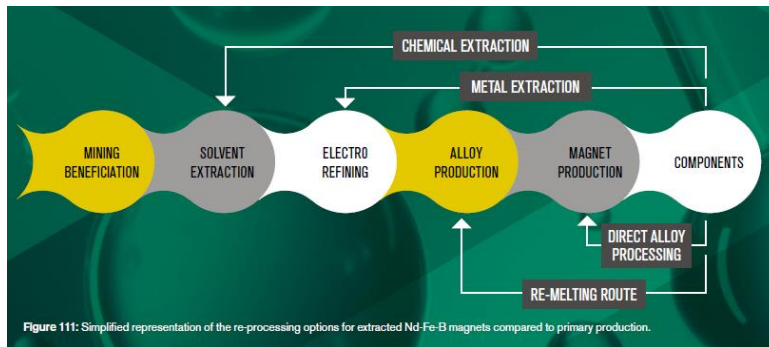 CHEMICAL EXTRACTION
METAL EXTRACTION
MINING
BENEFICIATION
SOLVENT
EXTRACTION
ELECTRO
REFINING
ALLOY
PRODUCTION
MAGNET
PRODUCTION
COMPONENTS
DIRECT ALLOY
PROCESSING
RE-MELTING ROUTE
Figure 111: Simplified representation of the re-processing options for extracted Nd-Fe-B magnets compared to primary production.